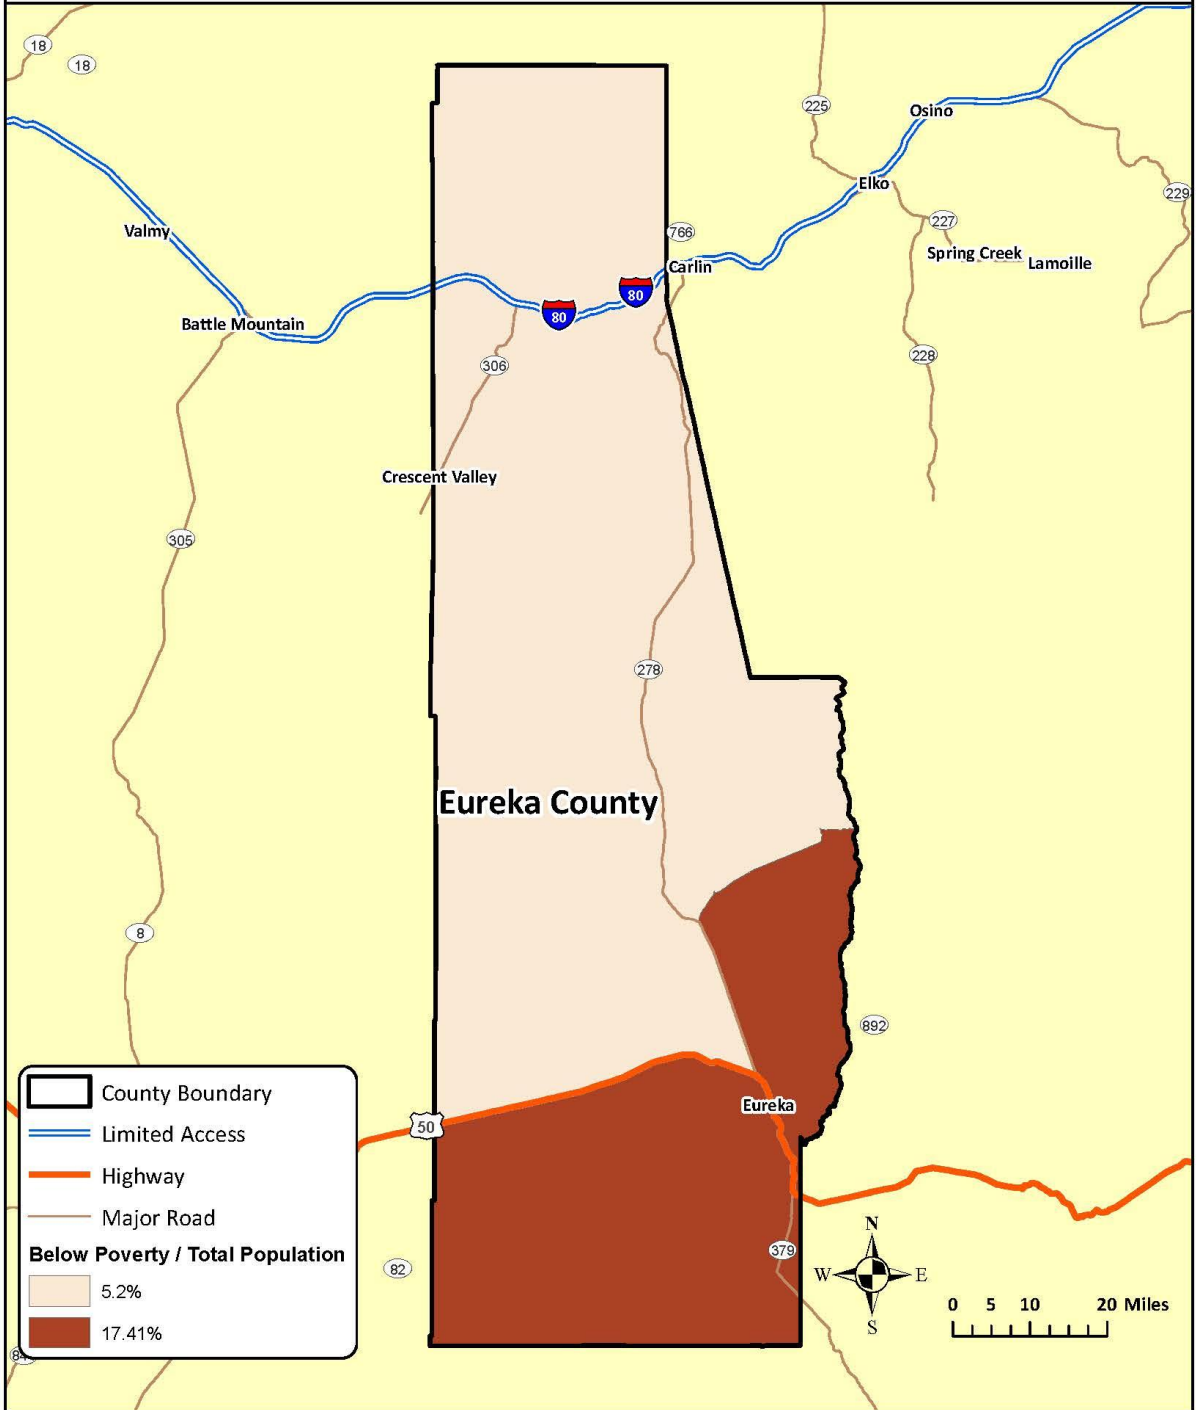 18
18
225
Osino
Elko
229
227
Valmy
766
Spring Creek
Lamoille
Carlin
80
80
Battle Mountain
228
306
Crescent Valley
305
278
Eureka County
8
892
County Boundary
Eureka
50
Limited Access
Highway
Major Road
Below Poverty / Total Population
5.2%
17.41%
82
379
N
W
E
S
0 5 10 20 Miles